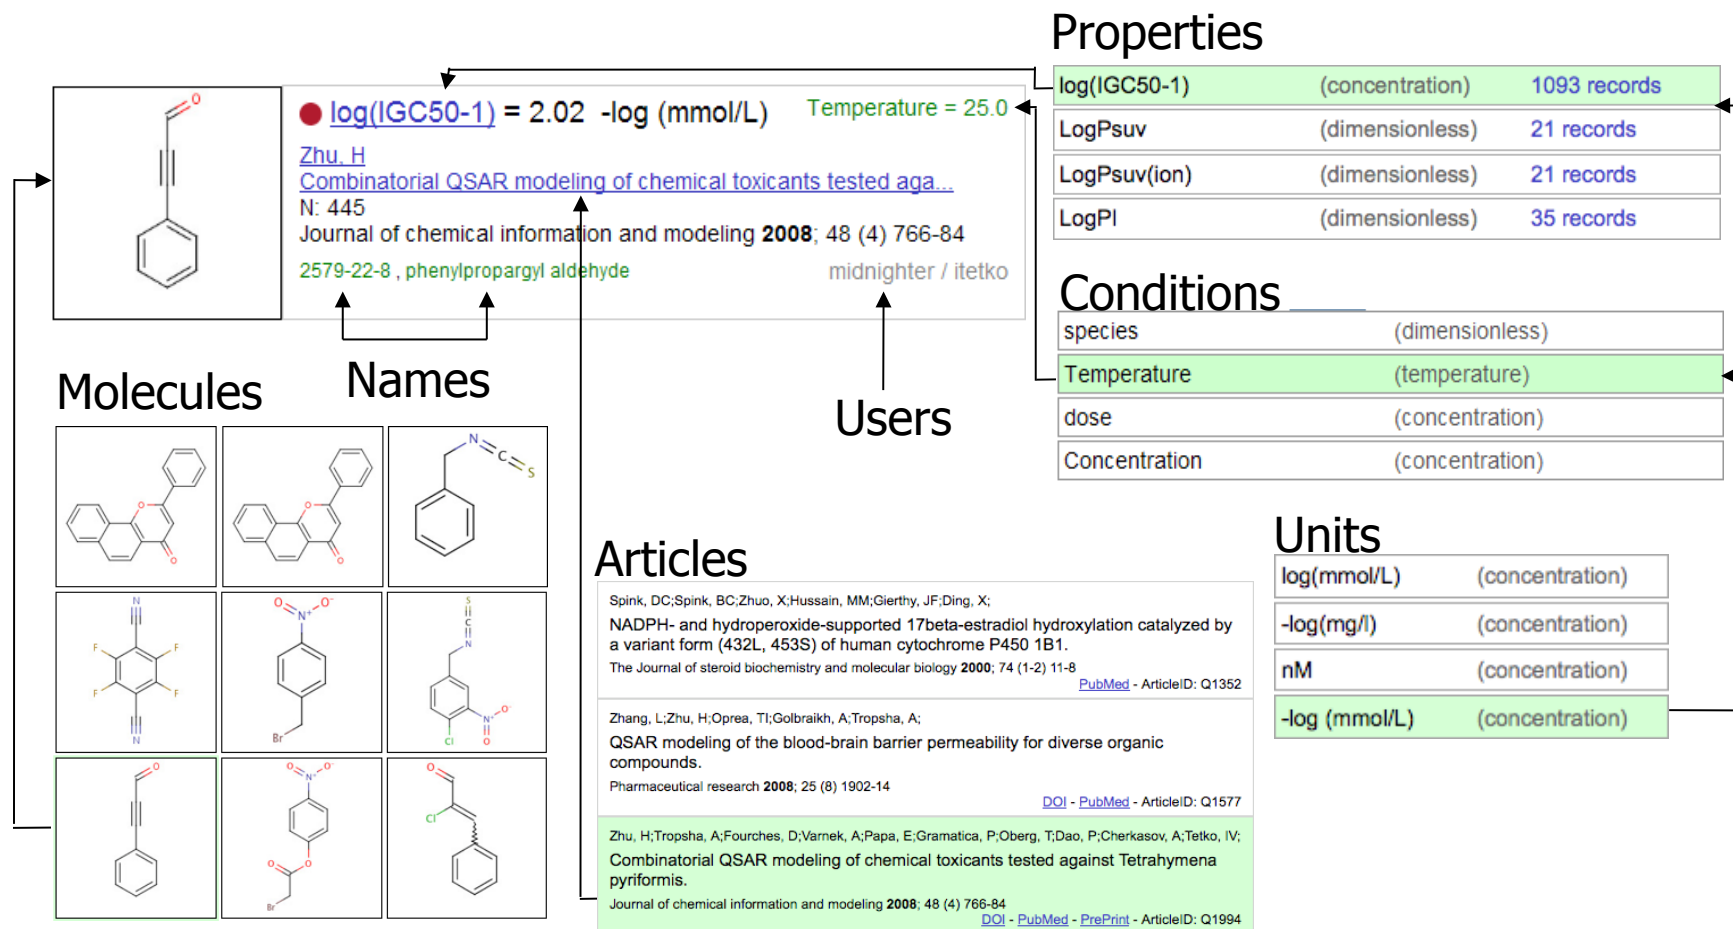 Properties
log(IGC50-1) (concentration) 1093 records
LogPsuv (dimensionless) 21 records
LogPsuv(ion) (dimensionless) 21 records
LogPI (dimensionless) 35 records
log(IGC50-1) = 2.02 -log (mmol/L) Temperature = 25.0
Zhu, H
Combinatorial QSAR modeling of chemical toxicants tested aga...
N: 445
Journal of chemical information and modeling 2008; 48 (4) 766-84
2579-22-8 , phenylpropargyl aldehyde midnighter / itetko
O
Conditions
species (dimensionless)
Temperature (temperature)
dose (concentration)
Concentration (concentration)
Names
Users
Molecules
O
O
O
O
N C S
N
F F
F F
N
O N+ O-
Br
S
C
N
N+ O-
O
Cl
O
O N+ O-
O
O
Br
O
Cl
Articles
Spink, DC;Spink, BC;Zhuo, X;Hussain, MM;Gierthy, JF;Ding, X;
NADPH- and hydroperoxide-supported 17beta-estradiol hydroxylation catalyzed by
a variant form (432L, 453S) of human cytochrome P450 1B1.
The Journal of steroid biochemistry and molecular biology 2000; 74 (1-2) 11-8
PubMed - ArticleID: Q1352
Zhang, L;Zhu, H;Oprea, TI;Golbraikh, A;Tropsha, A;
QSAR modeling of the blood-brain barrier permeability for diverse organic
compounds.
Pharmaceutical research 2008; 25 (8) 1902-14
DOI - PubMed - ArticleID: Q1577
Zhu, H;Tropsha, A;Fourches, D;Varnek, A;Papa, E;Gramatica, P;Oberg, T;Dao, P;Cherkasov, A;Tetko, IV;
Combinatorial QSAR modeling of chemical toxicants tested against Tetrahymena
pyriformis.
Journal of chemical information and modeling 2008; 48 (4) 766-84
DOI - PubMed - PrePrint - ArticleID: Q1994
Units
log(mmol/L) (concentration)
-log(mg/l) (concentration)
nM (concentration)
-log (mmol/L) (concentration)